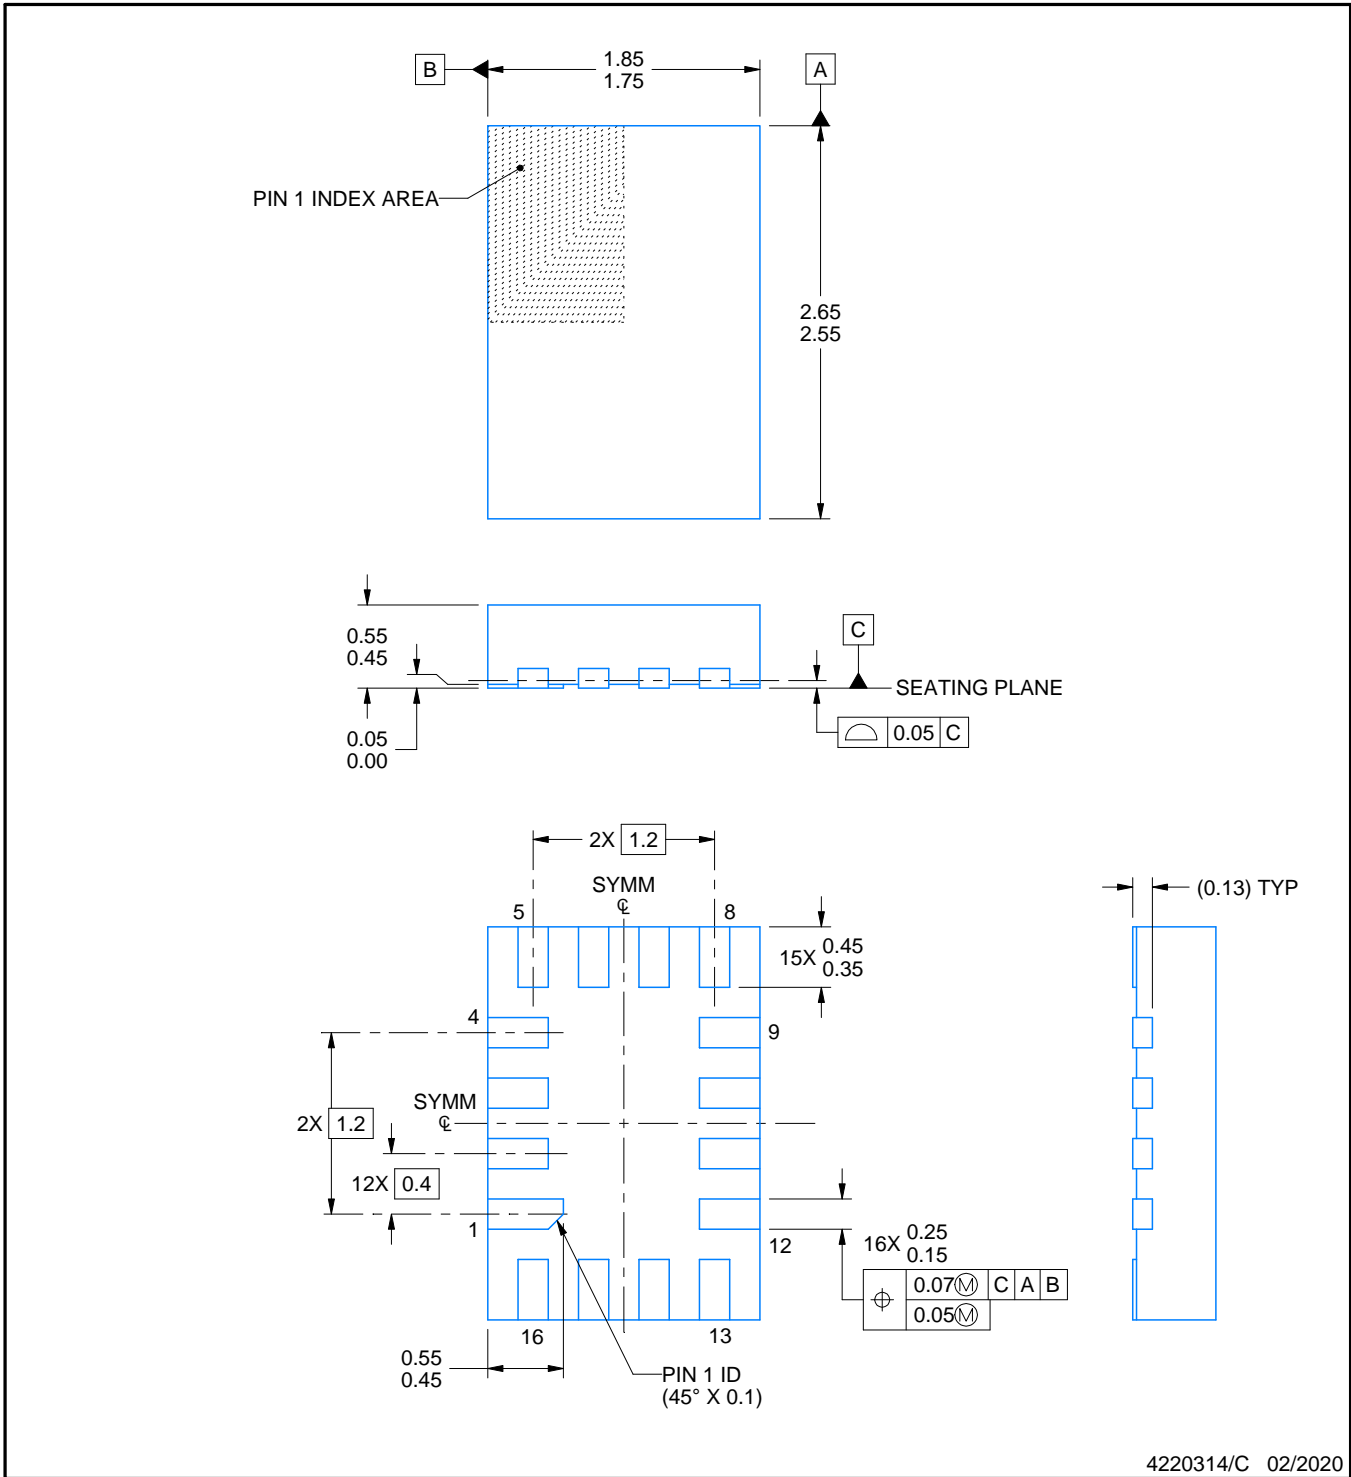 B
1.85
1.75
A
PIN 1 INDEX AREA
2.65
2.55
0.55
0.45
C
SEATING PLANE
0.05
0.00
0.05 C
2X 1.2
SYMM
℄
5
8
(0.13) TYP
15X 0.45
0.35
4
9
SYMM
℄
2X 1.2
12X 0.4
1
12
16X 0.25
0.15
0.07Ⓜ C A B
0.05Ⓜ
16
13
0.55
0.45
PIN 1 ID
(45° X 0.1)
4220314/C 02/2020